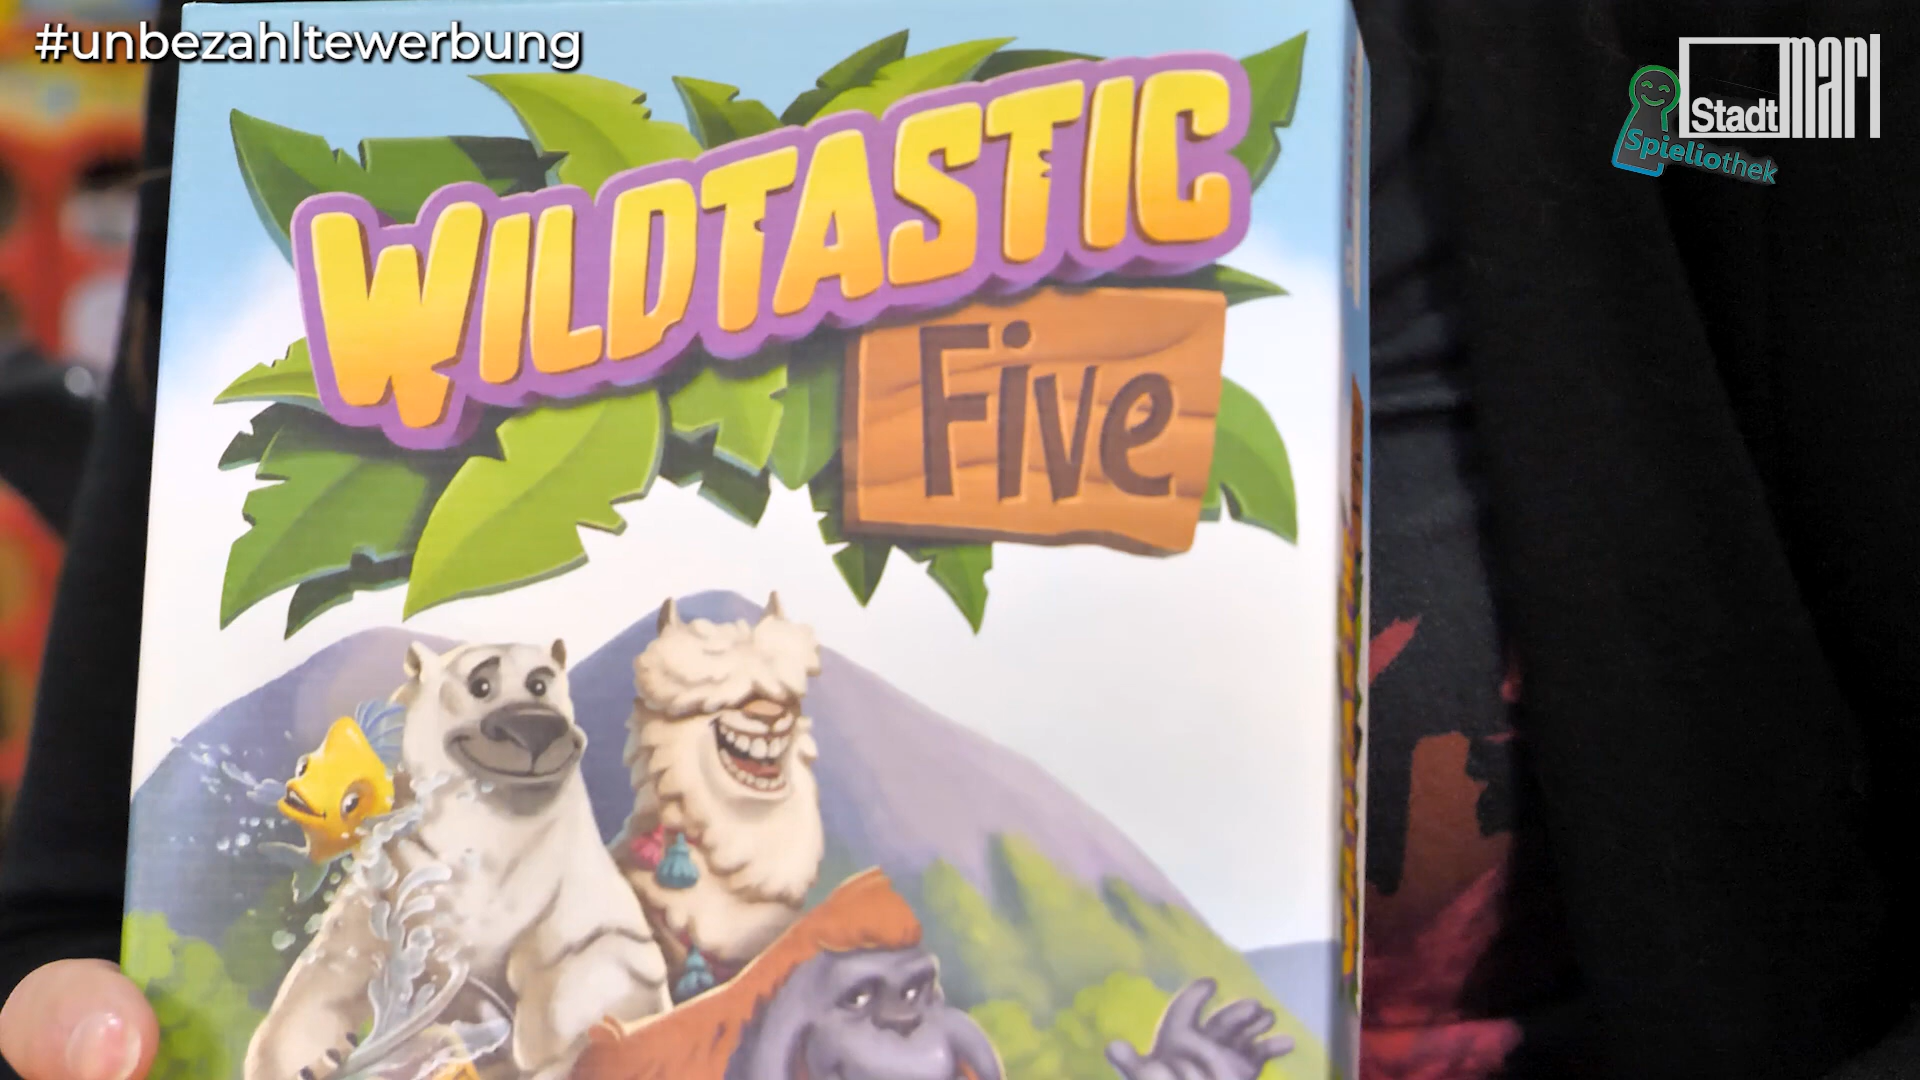 #unbezahltewerbung
Stadt marl
Spieliothek
WILDTASTIC
Five